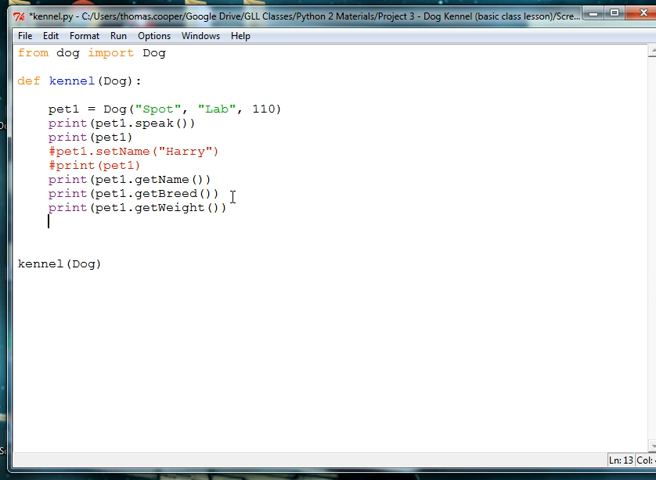 *kennel.py - C:/Users/thomas.cooper/Google Drive/GLL Classes/Python 2 Materials/Project 3 - Dog Kennel (basic class lesson)/Scre...
File Edit Format Run Options Windows Help
from dog import Dog
def kennel(Dog):
pet1 = Dog("Spot", "Lab", 110)
print(pet1.speak())
print(pet1)
#pet1.setName("Harry")
#print(pet1)
print(pet1.getName())
print(pet1.getBreed())
print(pet1.getWeight())
kennel(Dog)
Ln: 13 Col: